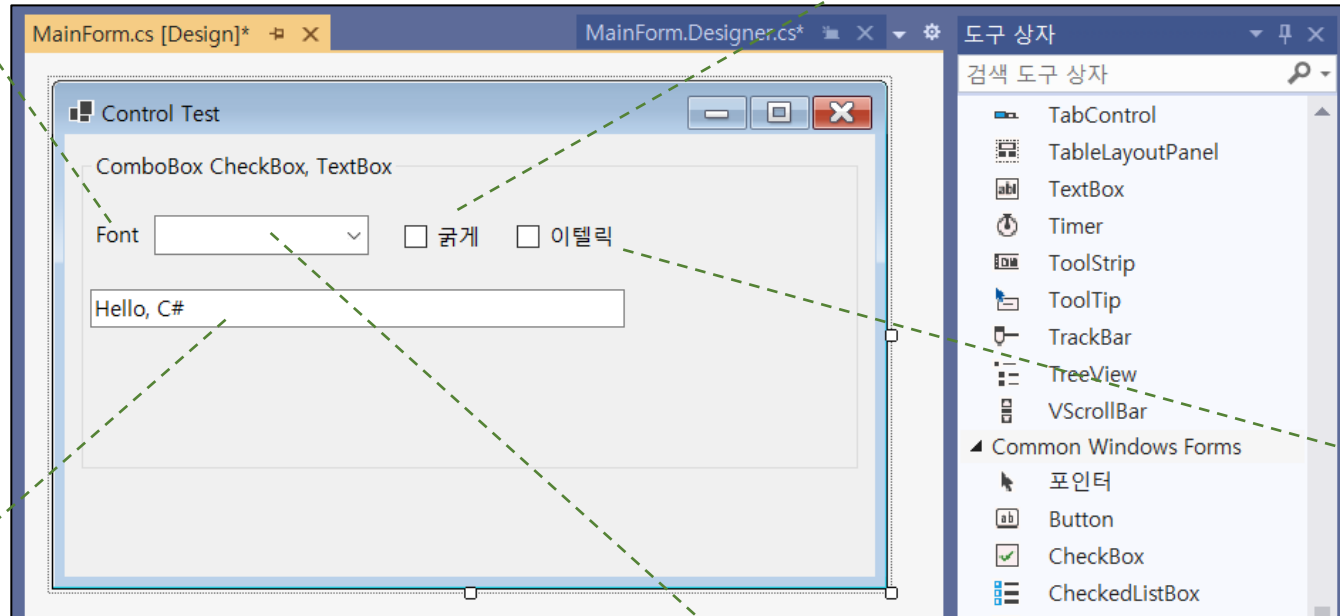 MainForm.cs [Design]*
MainForm.Designer.cs*
Control Test
ComboBox CheckBox, TextBox
Font
굵게
이텔릭
Hello, C#
도구 상자
검색 도구 상자
TabControl
TableLayoutPanel
TextBox
Timer
ToolStrip
ToolTip
TrackBar
TreeView
VScrollBar
Common Windows Forms
포인터
Button
CheckBox
CheckedListBox